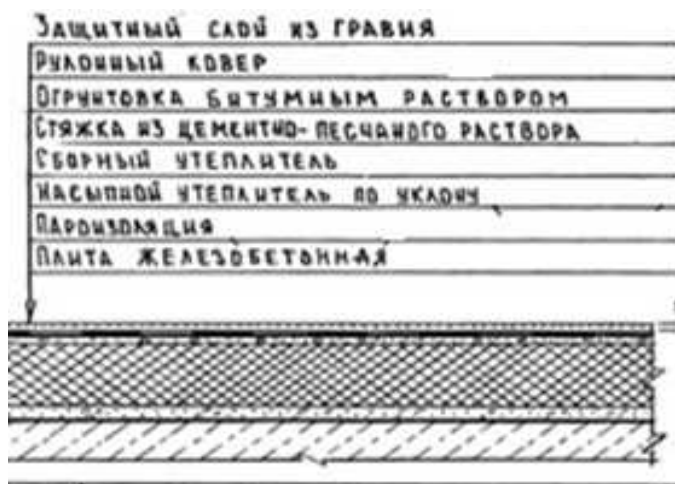 Защитный слой из гравия
Рулонный ковер
Огрунтовка битумным раствором
Стяжка из цементно-песчаного раствора
Сборный утеплитель
Насыпной утеплитель по уклону
Пароизоляция
Плита железобетонная